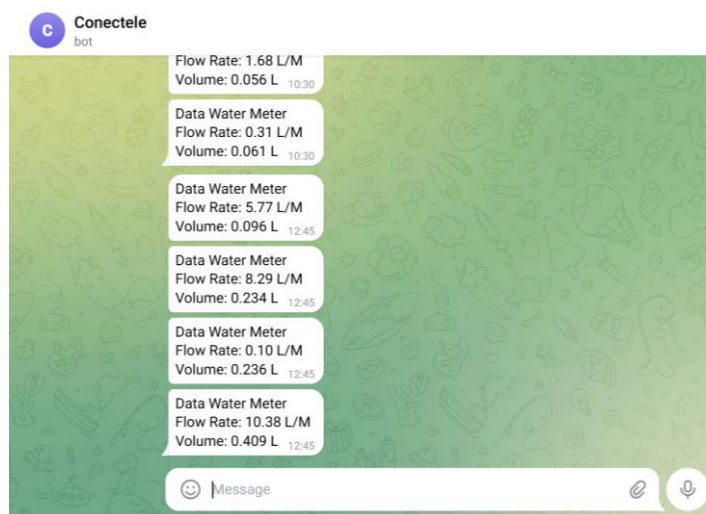 C
Conectele
bot
Flow Rate: 1.68 L/M
Volume: 0.056 L 10:30
Data Water Meter
Flow Rate: 0.31 L/M
Volume: 0.061 L 10:30
Data Water Meter
Flow Rate: 5.77 L/M
Volume: 0.096 L 12:45
Data Water Meter
Flow Rate: 8.29 L/M
Volume: 0.234 L 12:45
Data Water Meter
Flow Rate: 0.10 L/M
Volume: 0.236 L 12:45
Data Water Meter
Flow Rate: 10.38 L/M
Volume: 0.409 L 12:45
Message